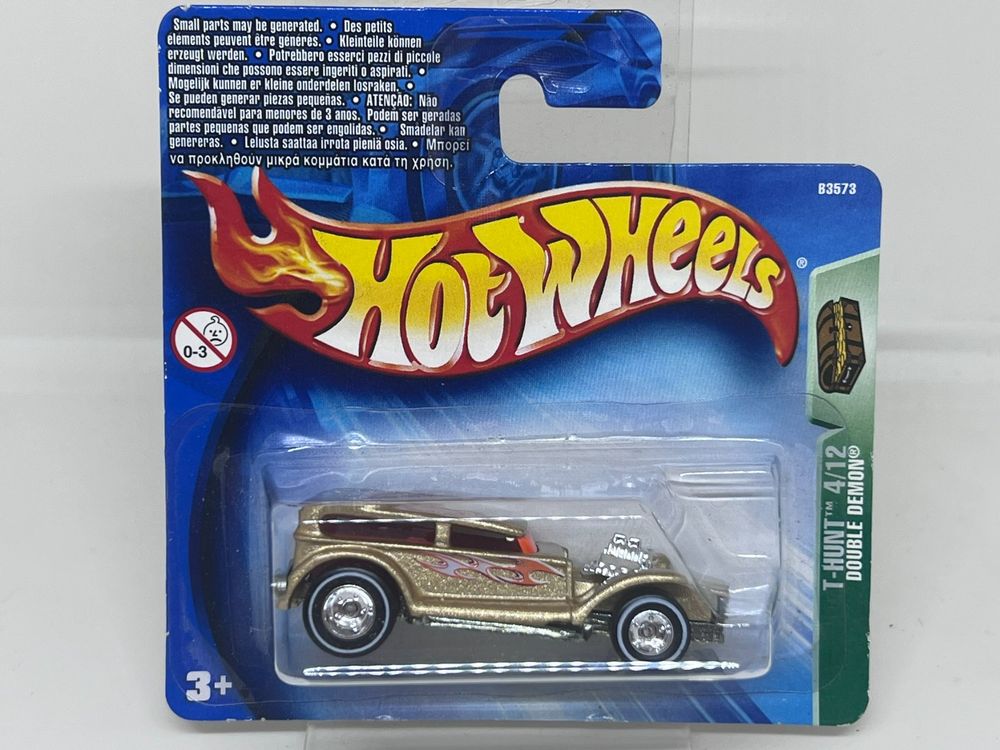 Small parts may be generated. • Des petits
eléments peuvent être générés. • Kleinteile können
erzeugt werden. • Potrebbero esserci pezzi di piccole
dimensioni che possono essere ingeriti o aspirati. •
Mogelijk kunnen er kleine onderdelen losraken. •
Se pueden generar piezas pequeñas. • ATENÇÃO: Não
recomendável para menores de 3 anos. Podem ser geradas
partes pequenas que podem ser engolidas. • Smådelar kan
genereras. • Lelusta saattaa irrota pieniä osia. • Μπορεί
να προκληθούν μικρά κομμάτια κατά τη χρήση.
B3573
HOT WHEELS®
0-3
T-HUNT™ 4/12
DOUBLE DEMON®
3+